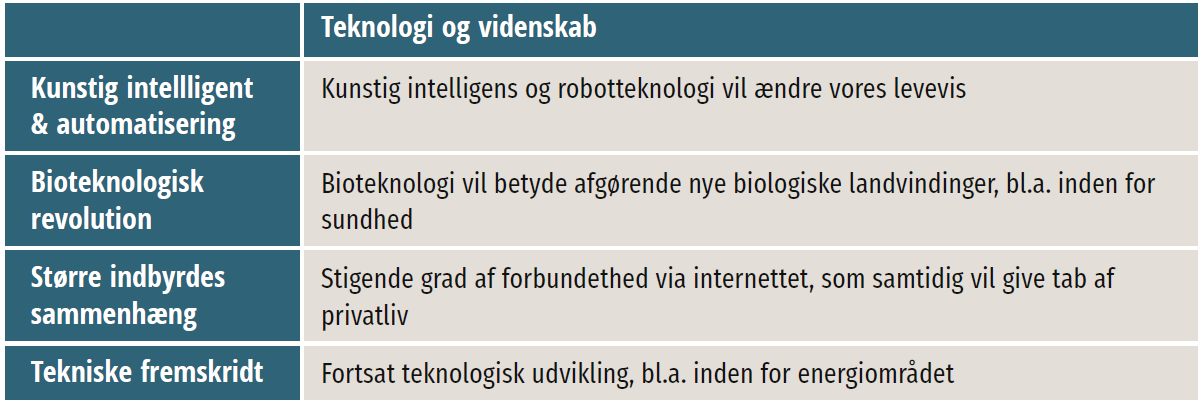 Teknologi og videnskab
Kunstig intellligent
& automatisering
Kunstig intelligens og robotteknologi vil ændre vores levevis
Bioteknologisk
revolution
Bioteknologi vil betyde afgørende nye biologiske landvindinger, bl.a. inden for
sundhed
Større indbyrdes
sammenhæng
Stigende grad af forbundethed via internettet, som samtidig vil give tab af
privatliv
Tekniske fremskridt
Fortsat teknologisk udvikling, bl.a. inden for energiområdet